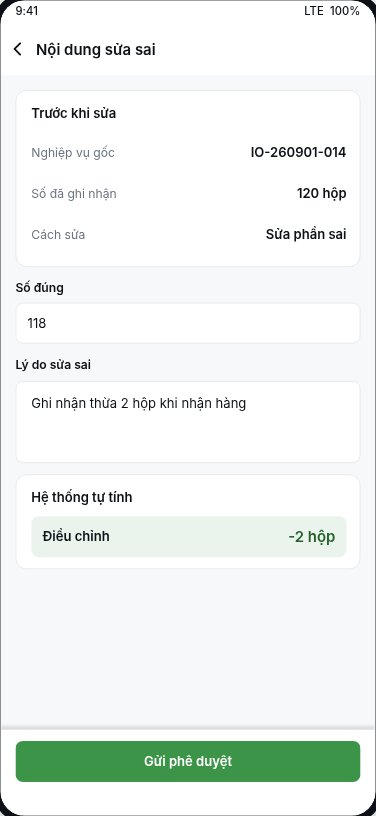 9:41
LTE 100%
Nội dung sửa sai
Trước khi sửa
Nghiệp vụ gốc
IO-260901-014
Số đã ghi nhận
120 hộp
Cách sửa
Sửa phần sai
Số đúng
118
Lý do sửa sai
Ghi nhận thừa 2 hộp khi nhận hàng
Hệ thống tự tính
Điều chỉnh
-2 hộp
Gửi phê duyệt